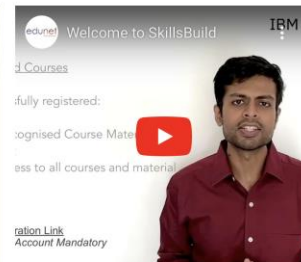 edunet
Welcome to SkillsBuild
IBM
d Courses
sfully registered:
cognised Course Mater
ess to all courses and material
ration Link
Account Mandatory